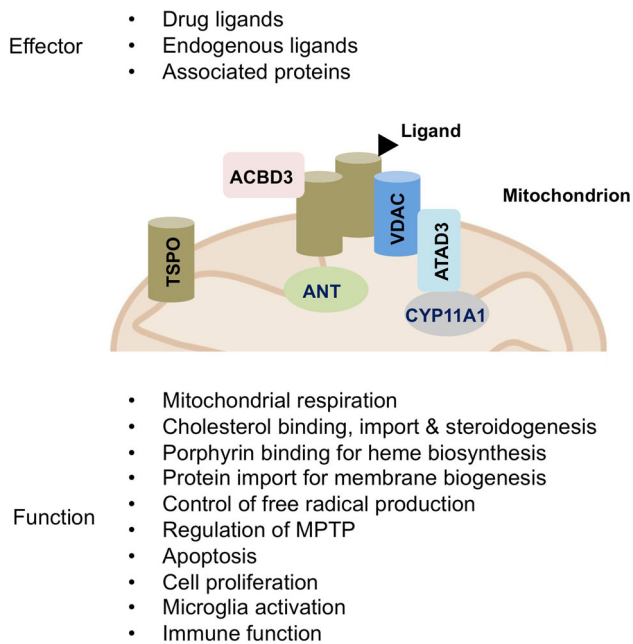 Effector
• Drug ligands
• Endogenous ligands
• Associated proteins
Ligand
ACBD3
Mitochondrion
VDAC
TSPO
ATAD3
ANT
CYP11A1
Function
• Mitochondrial respiration
• Cholesterol binding, import & steroidogenesis
• Porphyrin binding for heme biosynthesis
• Protein import for membrane biogenesis
• Control of free radical production
• Regulation of MPTP
• Apoptosis
• Cell proliferation
• Microglia activation
• Immune function